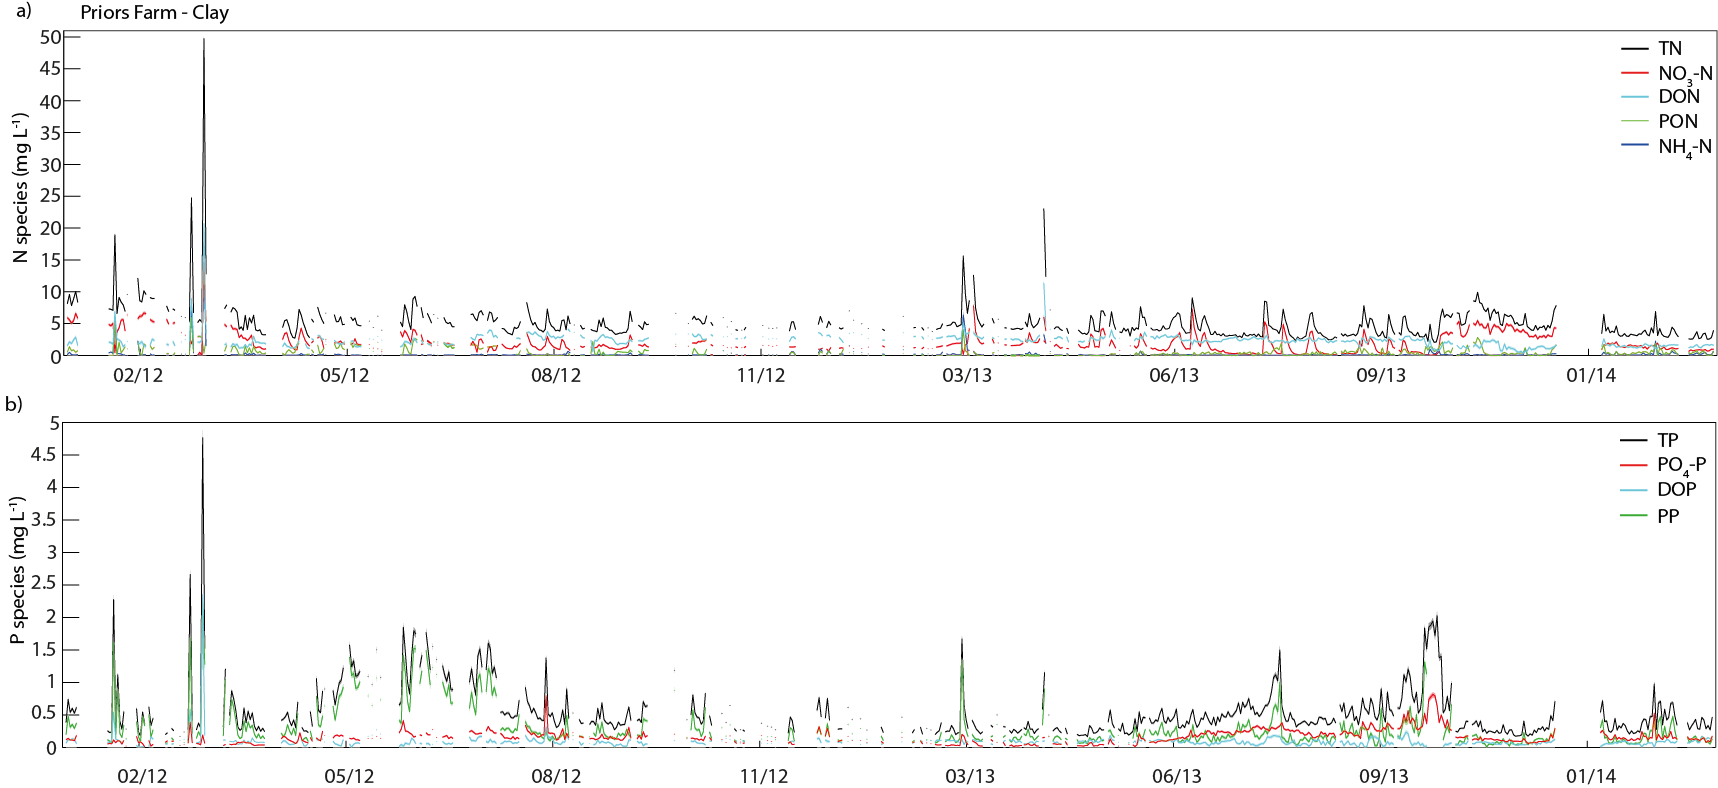 a)
Priors Farm - Clay
N species (mg L⁻¹)
50
45
40
35
30
25
20
15
10
5
0
TN
NO₃-N
DON
PON
NH₄-N
02/12 05/12 08/12 11/12 03/13 06/13 09/13 01/14
b)
P species (mg L⁻¹)
5
4.5
4
3.5
3
2.5
2
1.5
1
0.5
0
TP
PO₄-P
DOP
PP
02/12 05/12 08/12 11/12 03/13 06/13 09/13 01/14